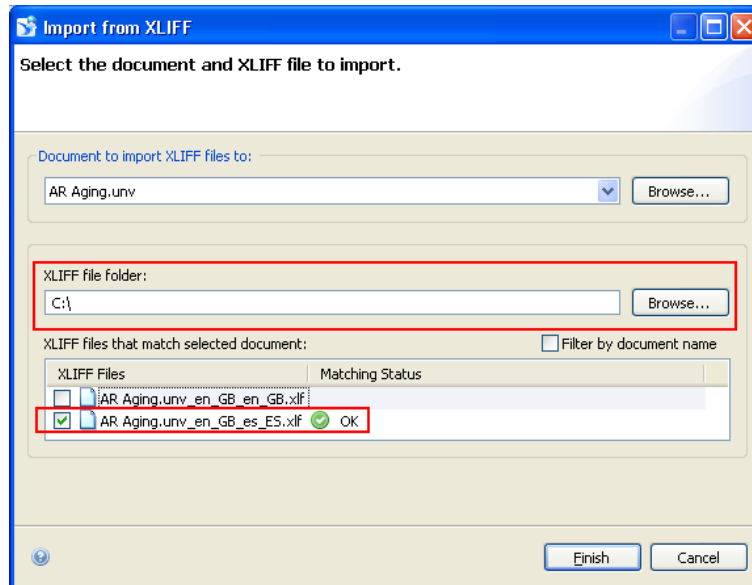 Import from XLIFF
Select the document and XLIFF file to import.
Document to import XLIFF files to:
AR Aging.unv
Browse...
XLIFF file folder:
C:\
Browse...
XLIFF files that match selected document:
Filter by document name
XLIFF Files Matching Status
AR Aging.unv_en_GB_en_GB.xlf
AR Aging.unv_en_GB_es_ES.xlf OK
Finish Cancel